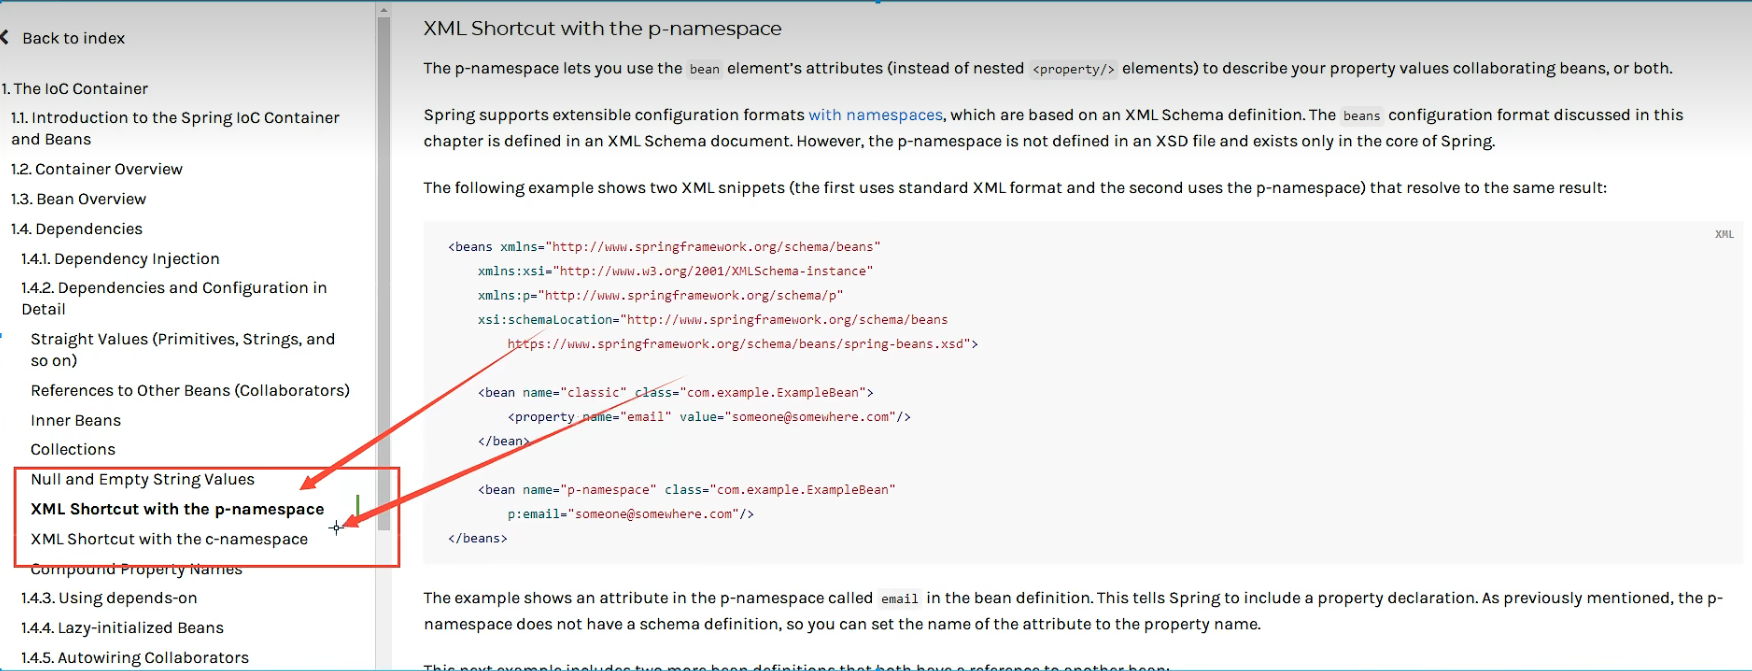 Back to index
1. The IoC Container
1.1. Introduction to the Spring IoC Container
and Beans
1.2. Container Overview
1.3. Bean Overview
1.4. Dependencies
1.4.1. Dependency Injection
1.4.2. Dependencies and Configuration in
Detail
Straight Values (Primitives, Strings, and
so on)
References to Other Beans (Collaborators)
Inner Beans
Collections
Null and Empty String Values
XML Shortcut with the p-namespace
XML Shortcut with the c-namespace
Compound Property Names
1.4.3. Using depends-on
1.4.4. Lazy-initialized Beans
1.4.5. Autowiring Collaborators
XML Shortcut with the p-namespace
The p-namespace lets you use the bean element's attributes (instead of nested <property/> elements) to describe your property values collaborating beans, or both.
Spring supports extensible configuration formats with namespaces, which are based on an XML Schema definition. The beans configuration format discussed in this
chapter is defined in an XML Schema document. However, the p-namespace is not defined in an XSD file and exists only in the core of Spring.
The following example shows two XML snippets (the first uses standard XML format and the second uses the p-namespace) that resolve to the same result:
XML
<beans xmlns="http://www.springframework.org/schema/beans"
xmlns:xsi="http://www.w3.org/2001/XMLSchema-instance"
xmlns:p="http://www.springframework.org/schema/p"
xsi:schemaLocation="http://www.springframework.org/schema/beans
https://www.springframework.org/schema/beans/spring-beans.xsd">
<bean name="classic" class="com.example.ExampleBean">
<property name="email" value="someone@somewhere.com"/>
</bean>
<bean name="p-namespace" class="com.example.ExampleBean"
p:email="someone@somewhere.com"/>
</beans>
The example shows an attribute in the p-namespace called email in the bean definition. This tells Spring to include a property declaration. As previously mentioned, the p-
namespace does not have a schema definition, so you can set the name of the attribute to the property name.
This next example includes two more bean definitions that both have a reference to another bean: